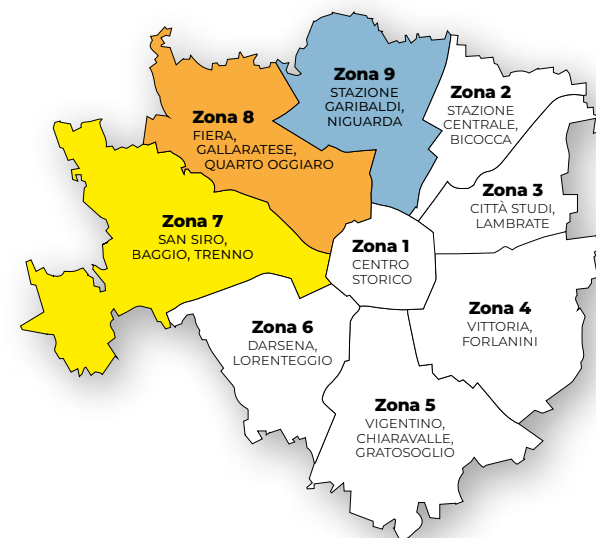 Zona 9
STAZIONE
GARIBALDI,
NIGUARDA
Zona 2
STAZIONE
CENTRALE,
BICOCCA
Zona 8
FIERA,
GALLARATESE,
QUARTO OGGIARO
Zona 3
CITTÀ STUDI,
LAMBRATE
Zona 7
SAN SIRO,
BAGGIO, TRENNO
Zona 1
CENTRO
STORICO
Zona 4
VITTORIA,
FORLANINI
Zona 6
DARSENA,
LORENTEGGIO
Zona 5
VIGENTINO,
CHIARAVALLE,
GRATOSOGLIO